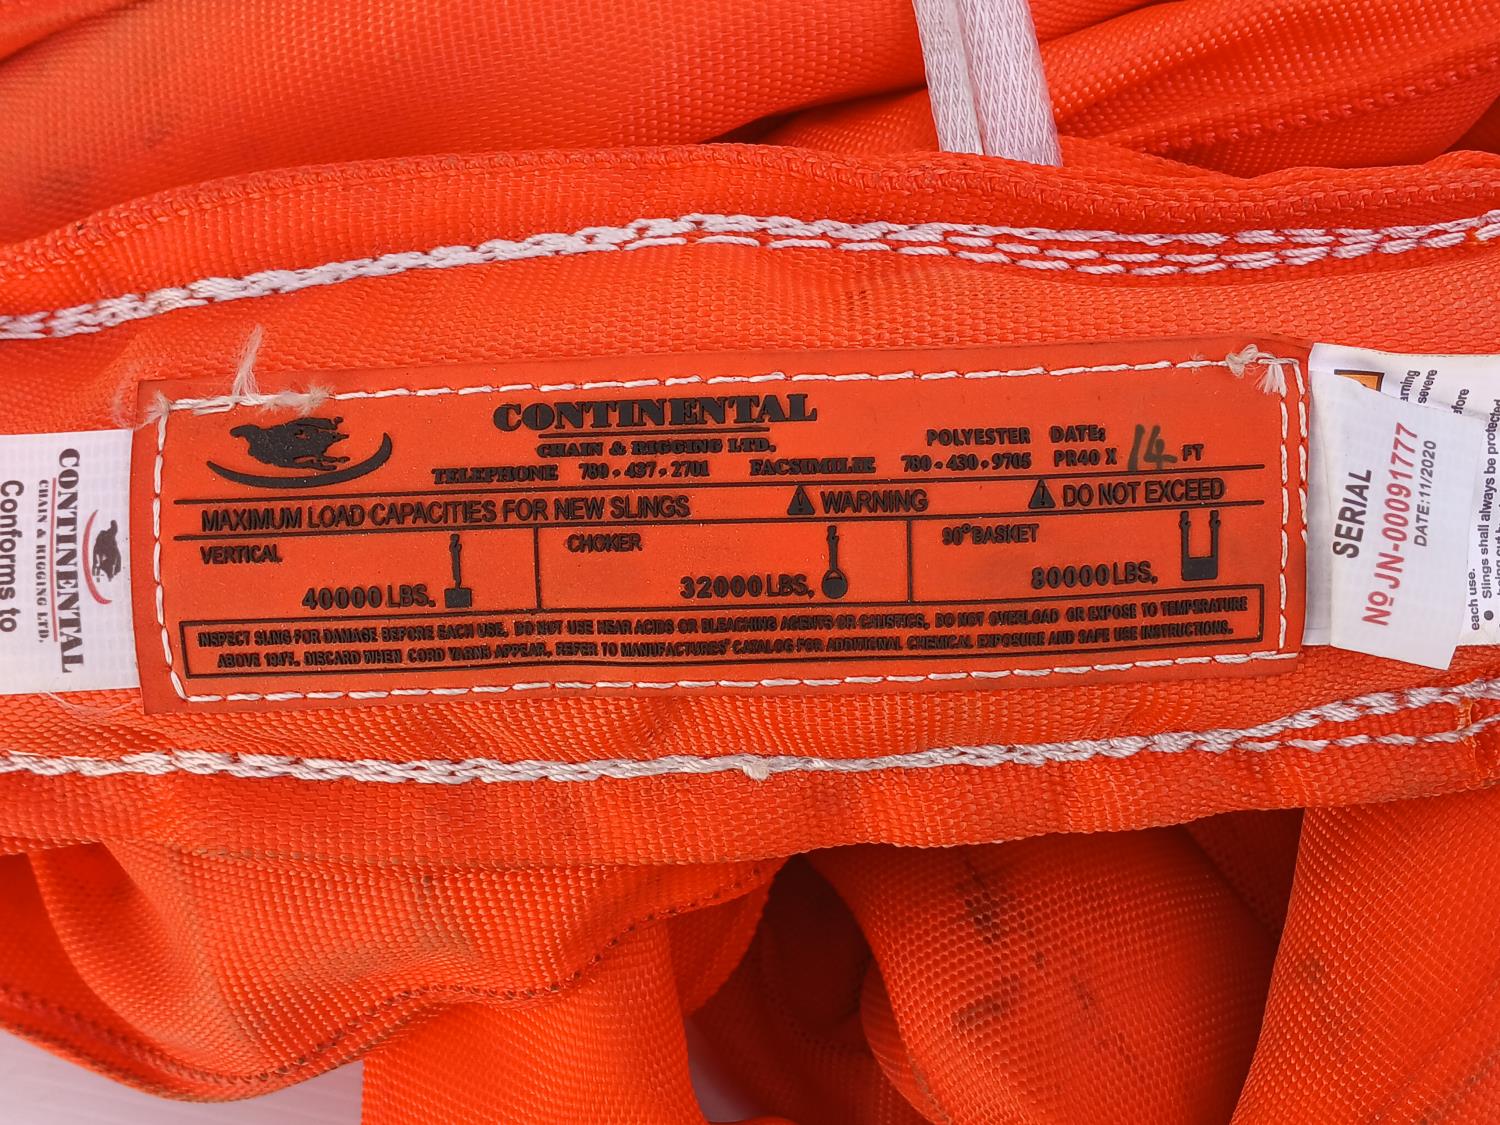 CONTINENTAL
CHAIN & RIGGING LTD.
TELEPHONE 780 • 437 • 2701 FACSIMILE 780 • 430 • 9705
POLYESTER DATE:
PR40 X 14 FT
MAXIMUM LOAD CAPACITIES FOR NEW SLINGS WARNING DO NOT EXCEED
VERTICAL
40000 LBS.
CHOKER
32000 LBS.
90° BASKET
80000 LBS.
INSPECT SLING FOR DAMAGE BEFORE EACH USE. DO NOT USE NEAR ACIDS OR BLEACHING AGENTS OR CAUSTICS. DO NOT OVERLOAD OR EXPOSE TO TEMPERATURE
ABOVE 194°F. DISCARD WHEN CORD YARNS APPEAR. REFER TO MANUFACTURES' CATALOG FOR ADDITIONAL CHEMICAL EXPOSURE AND SAFE USE INSTRUCTIONS.
CONTINENTAL
CHAIN & RIGGING LTD.
Conforms to
SERIAL
№ JN-00091777
DATE:11/2020
severe
each use.
● Slings shall always be protected